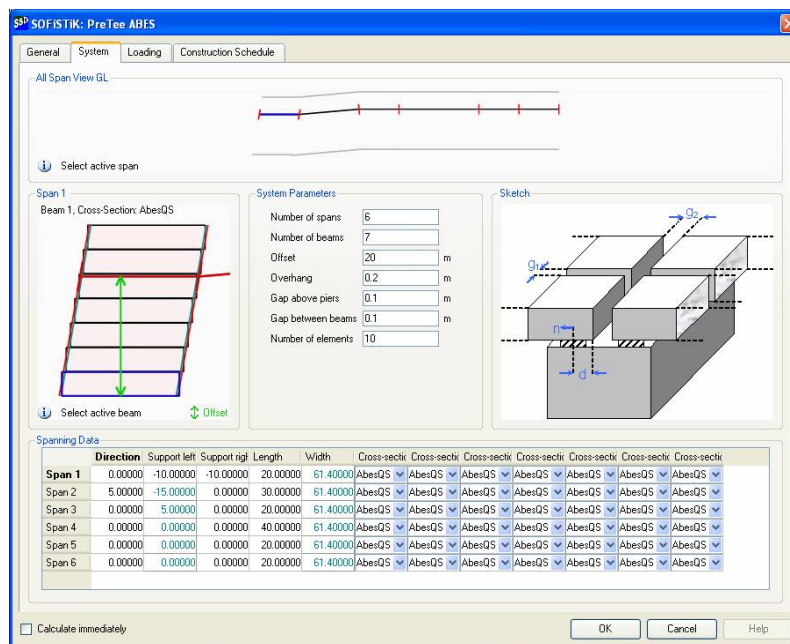 SOFiSTiK: PreTee ABES
General System Loading Construction Schedule
All Span View GL
Select active span
Span 1
Beam 1, Cross-Section: AbesQS
Select active beam
Offset
System Parameters
Number of spans 6
Number of beams 7
Offset 20 m
Overhang 0.2 m
Gap above piers 0.1 m
Gap between beams 0.1 m
Number of elements 10
Sketch
g2
g1
n
d
Spanning Data
Direction Support left Support righ Length Width Cross-sectic Cross-sectic Cross-sectic Cross-sectic Cross-sectic Cross-sectic Cross-sectic
Span 1 0.00000 -10.00000 -10.00000 20.00000 61.40000 AbesQS AbesQS AbesQS AbesQS AbesQS AbesQS AbesQS
Span 2 5.00000 -15.00000 0.00000 30.00000 61.40000 AbesQS AbesQS AbesQS AbesQS AbesQS AbesQS AbesQS
Span 3 0.00000 5.00000 0.00000 20.00000 61.40000 AbesQS AbesQS AbesQS AbesQS AbesQS AbesQS AbesQS
Span 4 0.00000 0.00000 0.00000 40.00000 61.40000 AbesQS AbesQS AbesQS AbesQS AbesQS AbesQS AbesQS
Span 5 0.00000 0.00000 0.00000 20.00000 61.40000 AbesQS AbesQS AbesQS AbesQS AbesQS AbesQS AbesQS
Span 6 0.00000 0.00000 0.00000 20.00000 61.40000 AbesQS AbesQS AbesQS AbesQS AbesQS AbesQS AbesQS
Calculate immediately
OK Cancel Help